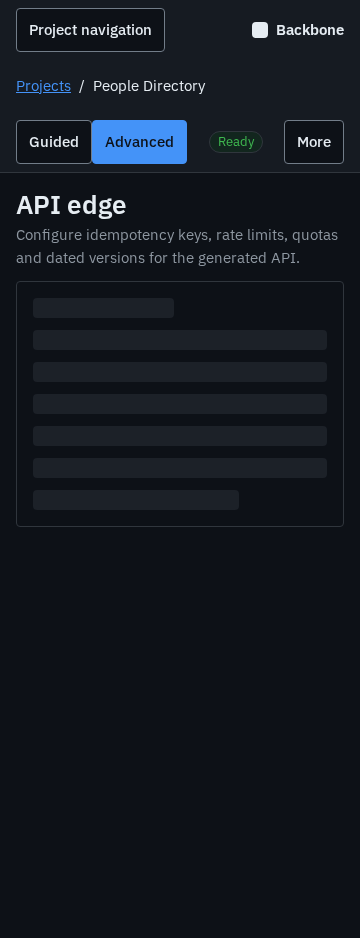 Project navigation
Backbone
Projects / People Directory
Guided Advanced Ready More
API edge
Configure idempotency keys, rate limits, quotas
and dated versions for the generated API.